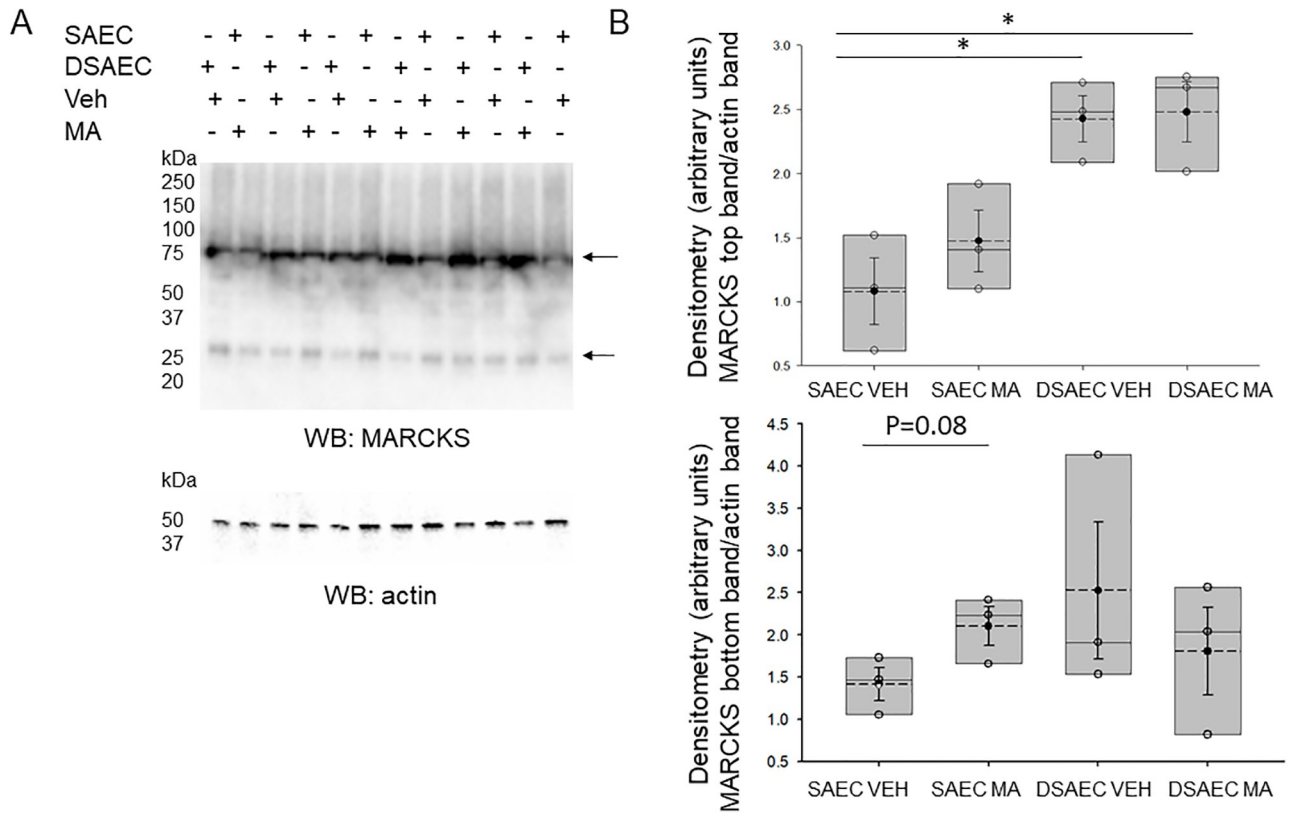 A
SAEC - + - + - + - + - + - +
DSAEC + - + - + - + - + - + -
Veh + - + - + - - + - + - +
MA - + - + - + + - + - + -
kDa
250
150
100
75
50
37
25
20
WB: MARCKS
kDa
50
37
WB: actin
B
*
*
Densitometry (arbitrary units)
MARCKS top band/actin band
3.0
2.5
2.0
1.5
1.0
0.5
SAEC VEH SAEC MA DSAEC VEH DSAEC MA
P=0.08
Densitometry (arbitrary units)
MARCKS bottom band/actin band
4.5
4.0
3.5
3.0
2.5
2.0
1.5
1.0
0.5
SAEC VEH SAEC MA DSAEC VEH DSAEC MA